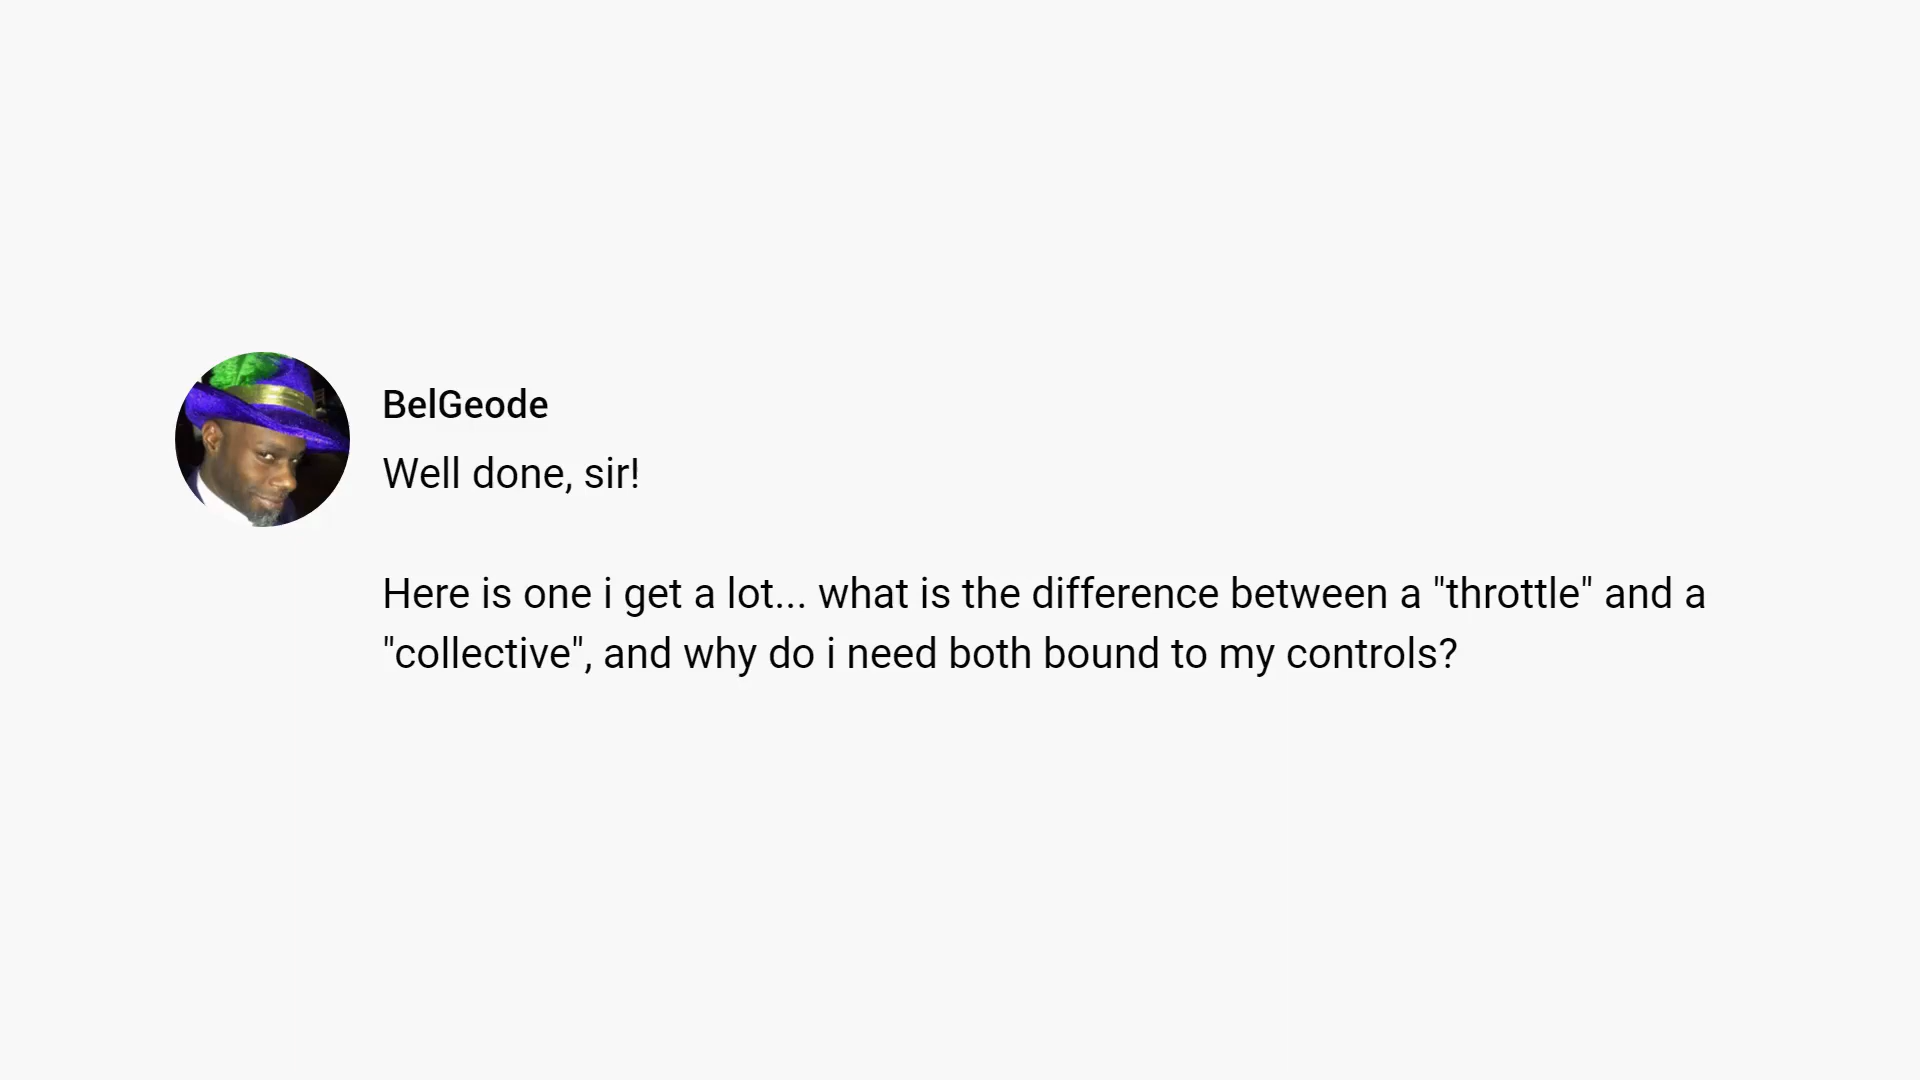 BelGeode
Well done, sir!
Here is one i get a lot... what is the difference between a "throttle" and a
"collective", and why do i need both bound to my controls?